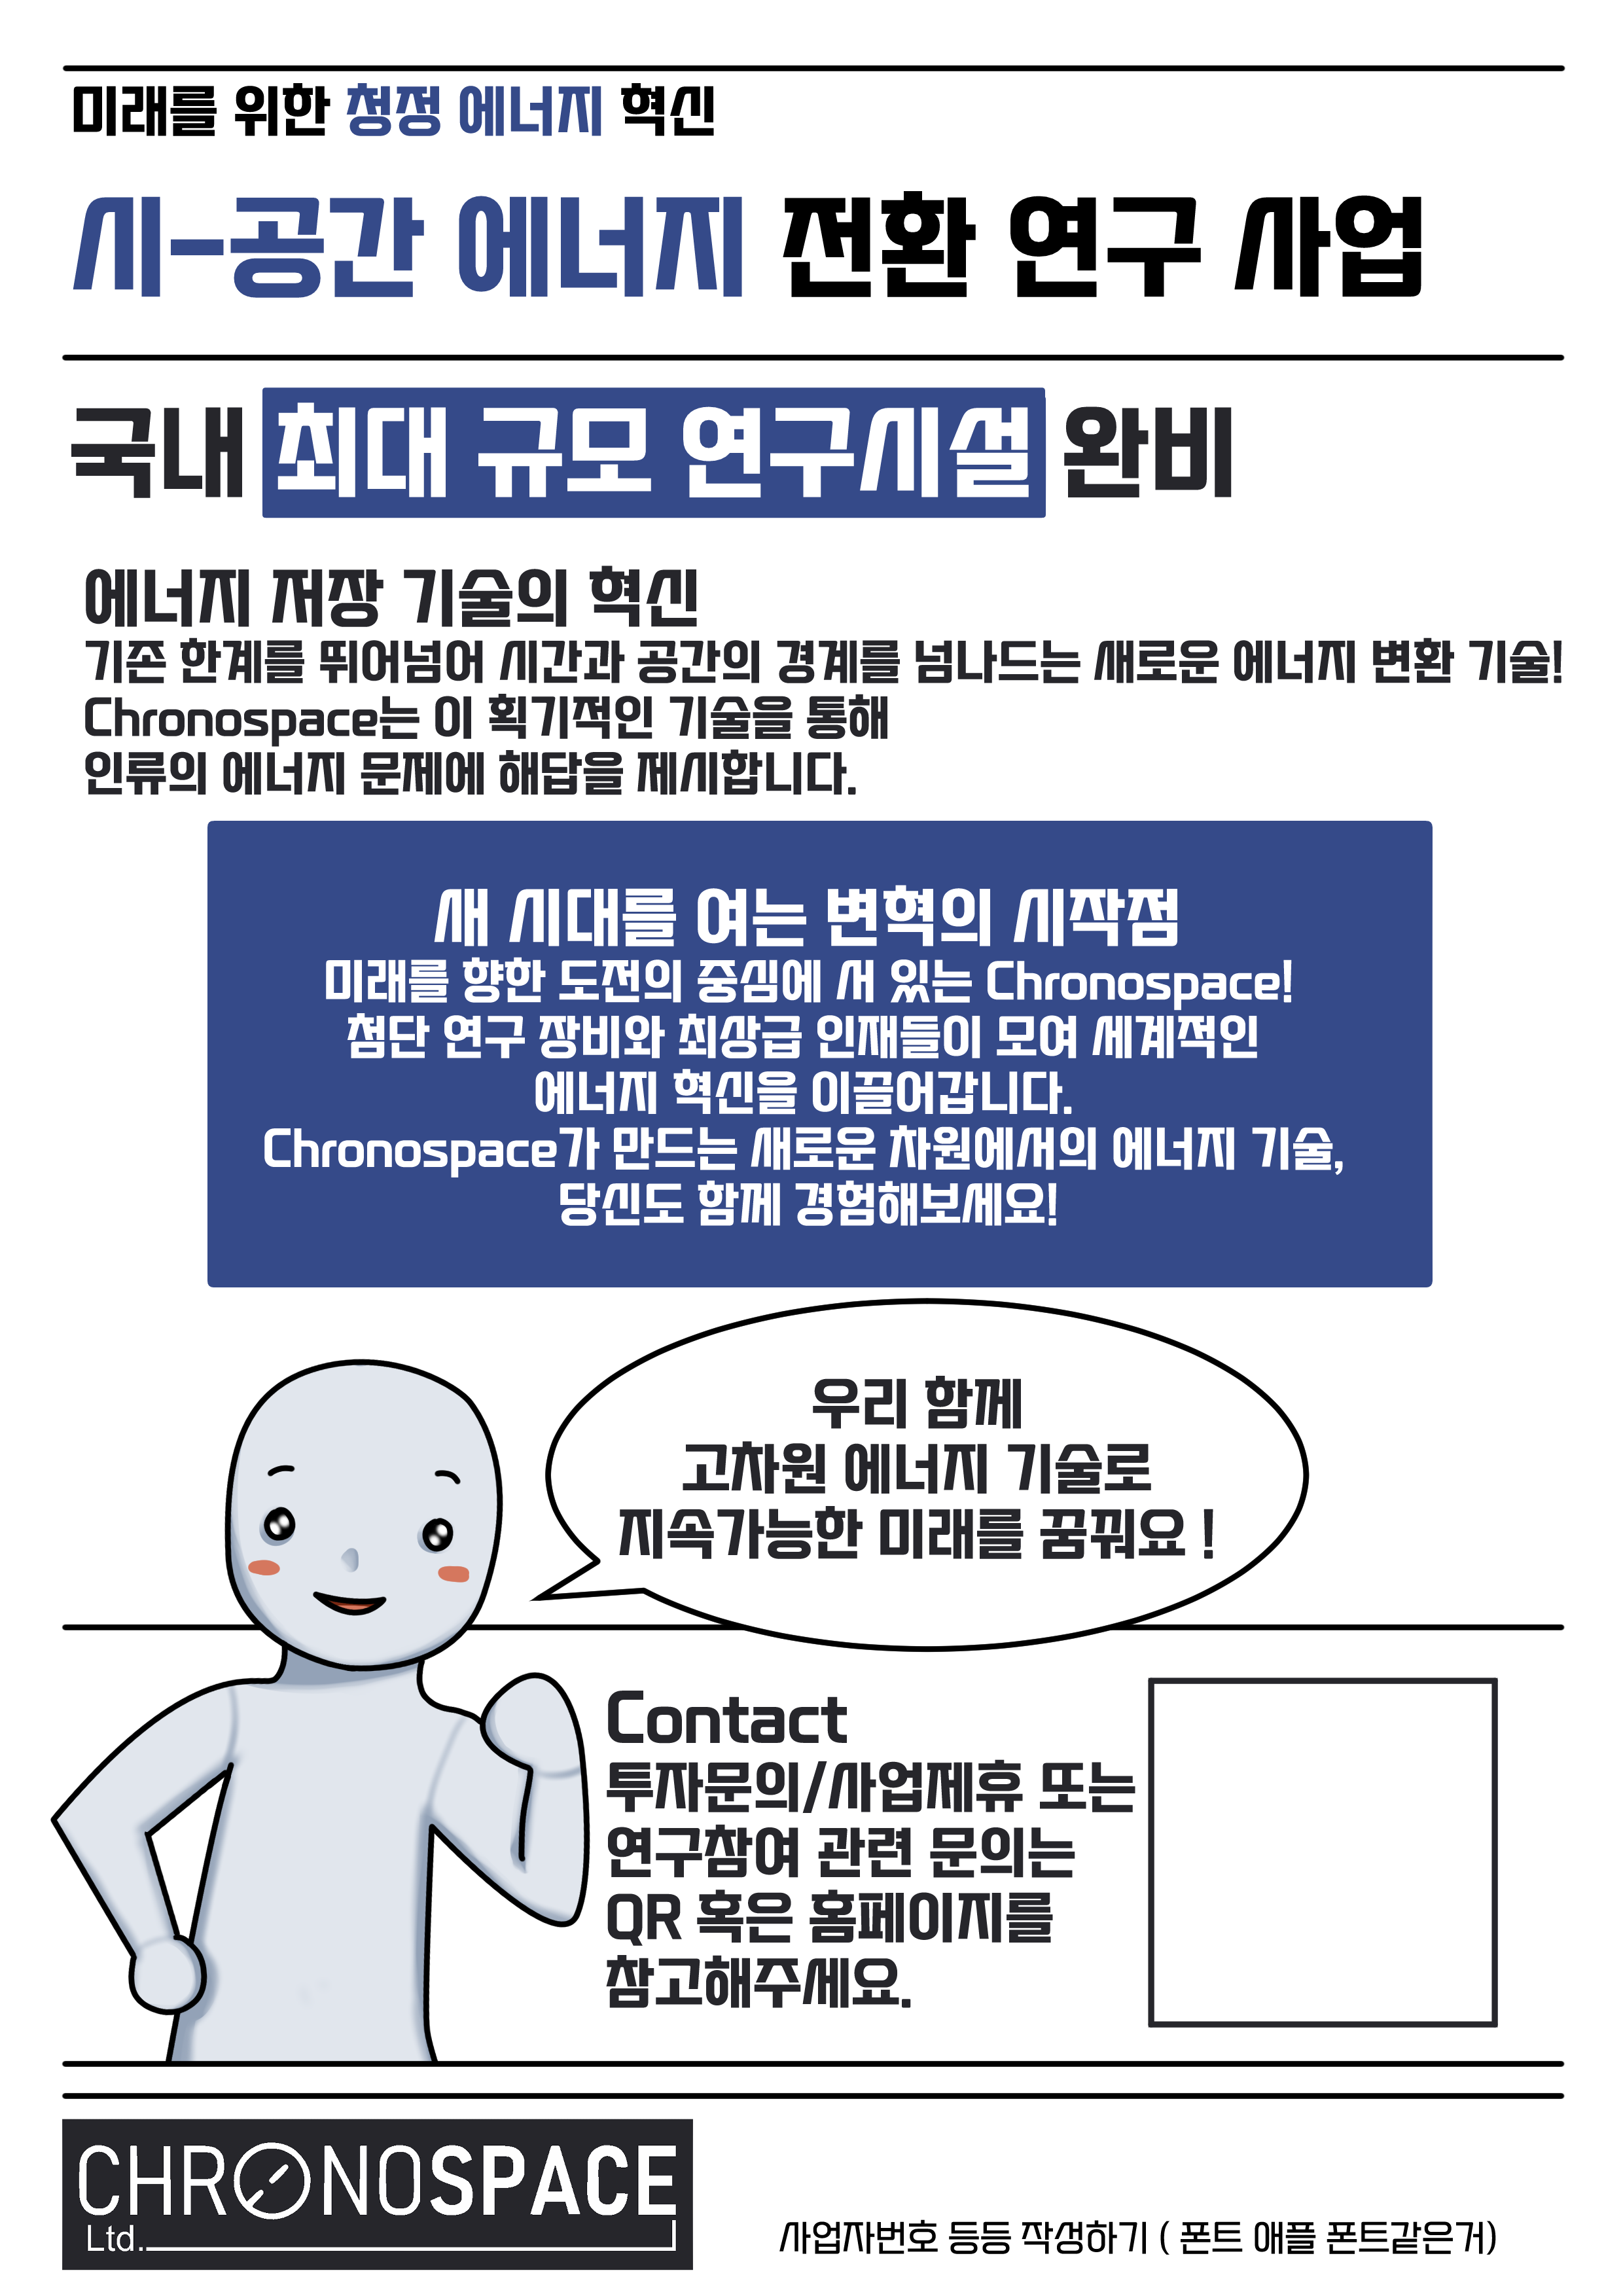 미래를 위한 청정 에너지 혁신
시-공간 에너지 전환 연구 사업
국내 최대 규모 연구시설 완비
에너지 저장 기술의 혁신
기존 한계를 뛰어넘어 시간과 공간의 경계를 넘나드는 새로운 에너지 변환 기술!
Chronospace는 이 획기적인 기술을 통해
인류의 에너지 문제에 해답을 제시합니다.
새 시대를 여는 변혁의 시작점
미래를 향한 도전의 중심에 서 있는 Chronospace!
첨단 연구 장비와 최상급 인재들이 모여 세계적인
에너지 혁신을 이끌어갑니다.
Chronospace가 만드는 새로운 차원에서의 에너지 기술,
당신도 함께 경험해보세요!
우리 함께
고차원 에너지 기술로
지속가능한 미래를 꿈꿔요 !
Contact
투자문의/사업제휴 또는
연구참여 관련 문의는
QR 혹은 홈페이지를
참고해주세요.
CHRONOSPACE
Ltd.
사업자번호 등등 작성하기 ( 폰트 애플 폰트같은거)